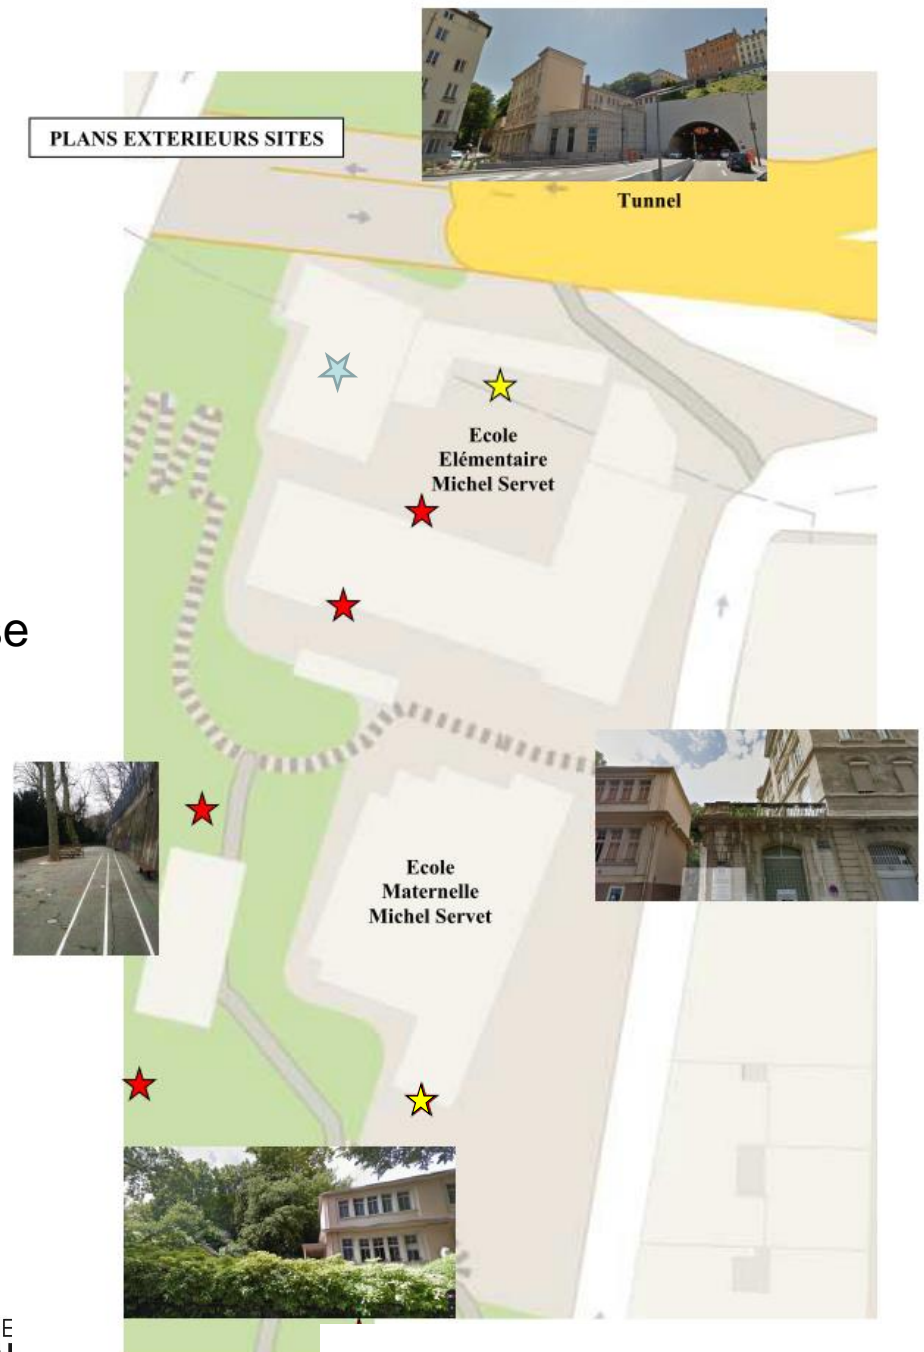 PLANS EXTERIEURS SITES
Tunnel
Ecole
Elémentaire
Michel Servet
Ecole
Maternelle
Michel Servet